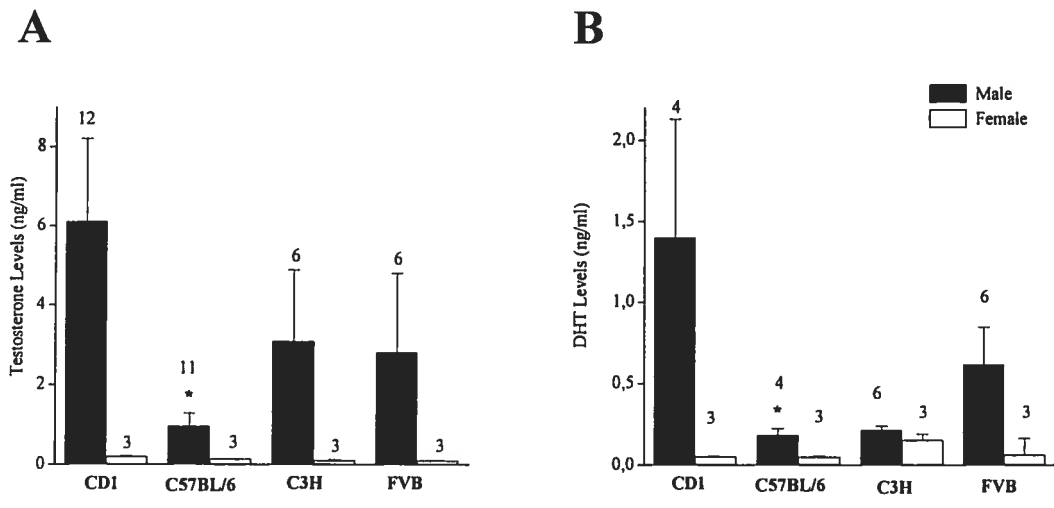 A
B
Male
Female
Testosterone Levels (ng/ml)
8
6
4
2
0
12
3
11
*
3
6
3
6
3
CD1
C57BL/6
C3H
FVB
DHT Levels (ng/ml)
2,0
1,5
1,0
0,5
0,0
4
3
4
*
3
6
3
6
3
CD1
C57BL/6
C3H
FVB